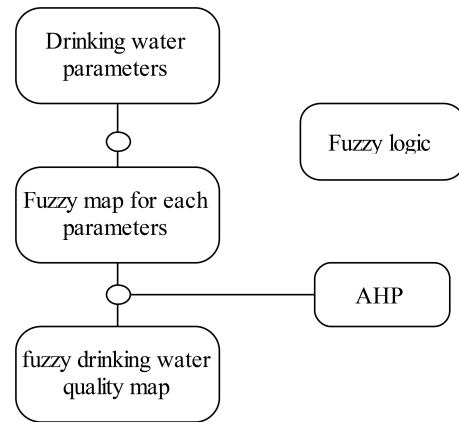 Drinking water
parameters
Fuzzy logic
Fuzzy map for each
parameters
AHP
fuzzy drinking water
quality map